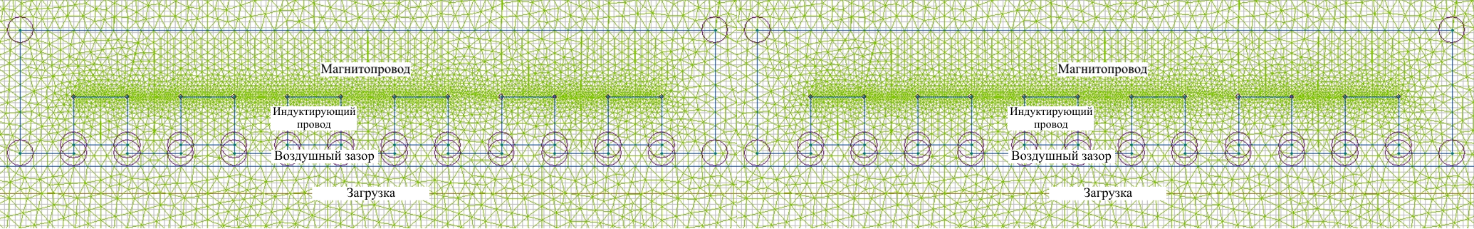 Магнитопровод
Индуктирующий
провод
Воздушный зазор
Загрузка
Магнитопровод
Индуктирующий
провод
Воздушный зазор
Загрузка